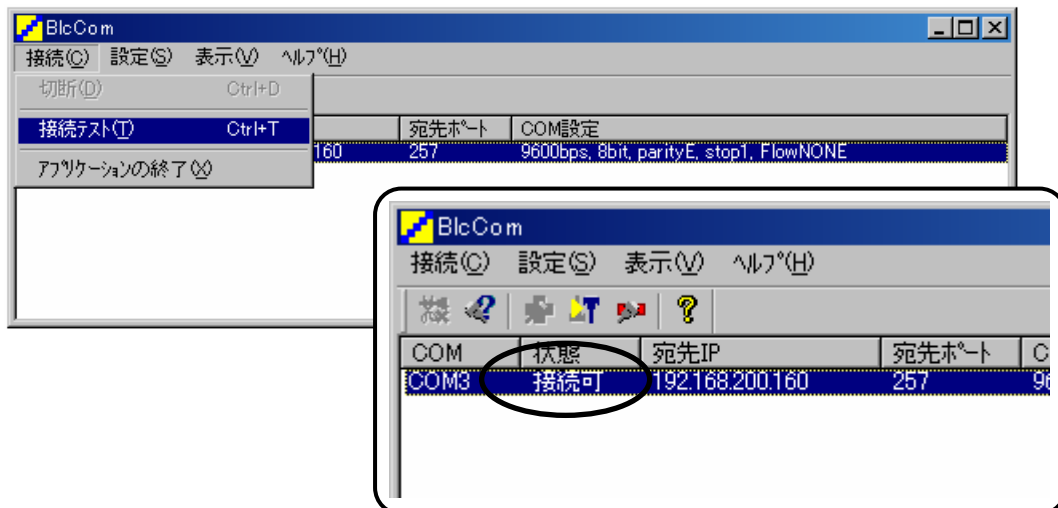 BlcCom
接続(C) 設定(S) 表示(V) ヘルプ(H)
切断(D) Ctrl+D
接続テスト(T) Ctrl+T
アプリケーションの終了(X)
宛先ポート COM設定
160 257 9600bps, 8bit, parityE, stop1, FlowNONE
BlcCom
接続(C) 設定(S) 表示(V) ヘルプ(H)
COM 状態 宛先IP 宛先ポート C
COM3 接続可 192.168.200.160 257 96